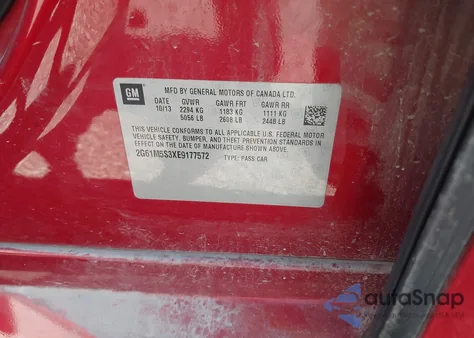 GM
MFD BY GENERAL MOTORS OF CANADA LTD.
DATE GVWR GAWR FRT GAWR RR
10/13 2294 KG 1183 KG 1111 KG
5056 LB 2608 LB 2448 LB
THIS VEHICLE CONFORMS TO ALL APPLICABLE U.S. FEDERAL MOTOR
VEHICLE SAFETY, BUMPER, AND THEFT PREVENTION STANDARDS IN
EFFECT ON THE DATE OF MANUFACTURE SHOWN ABOVE.
2G61M5S3XE9177572 TYPE: PASS CAR
autoSnap